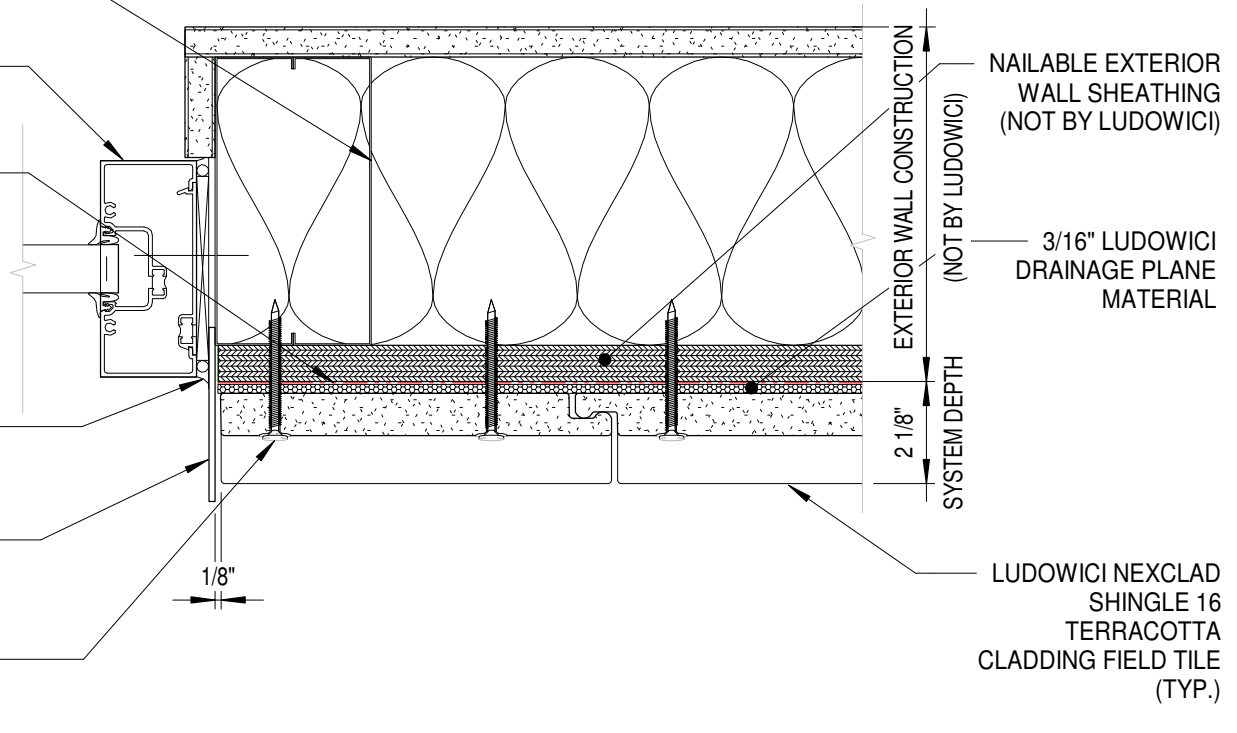 NAILABLE EXTERIOR
WALL SHEATHING
(NOT BY LUDOWICI)
EXTERIOR WALL CONSTRUCTION
(NOT BY LUDOWICI)
3/16" LUDOWICI
DRAINAGE PLANE
MATERIAL
2 1/8"
SYSTEM DEPTH
1/8"
LUDOWICI NEXCLAD
SHINGLE 16
TERRACOTTA
CLADDING FIELD TILE
(TYP.)